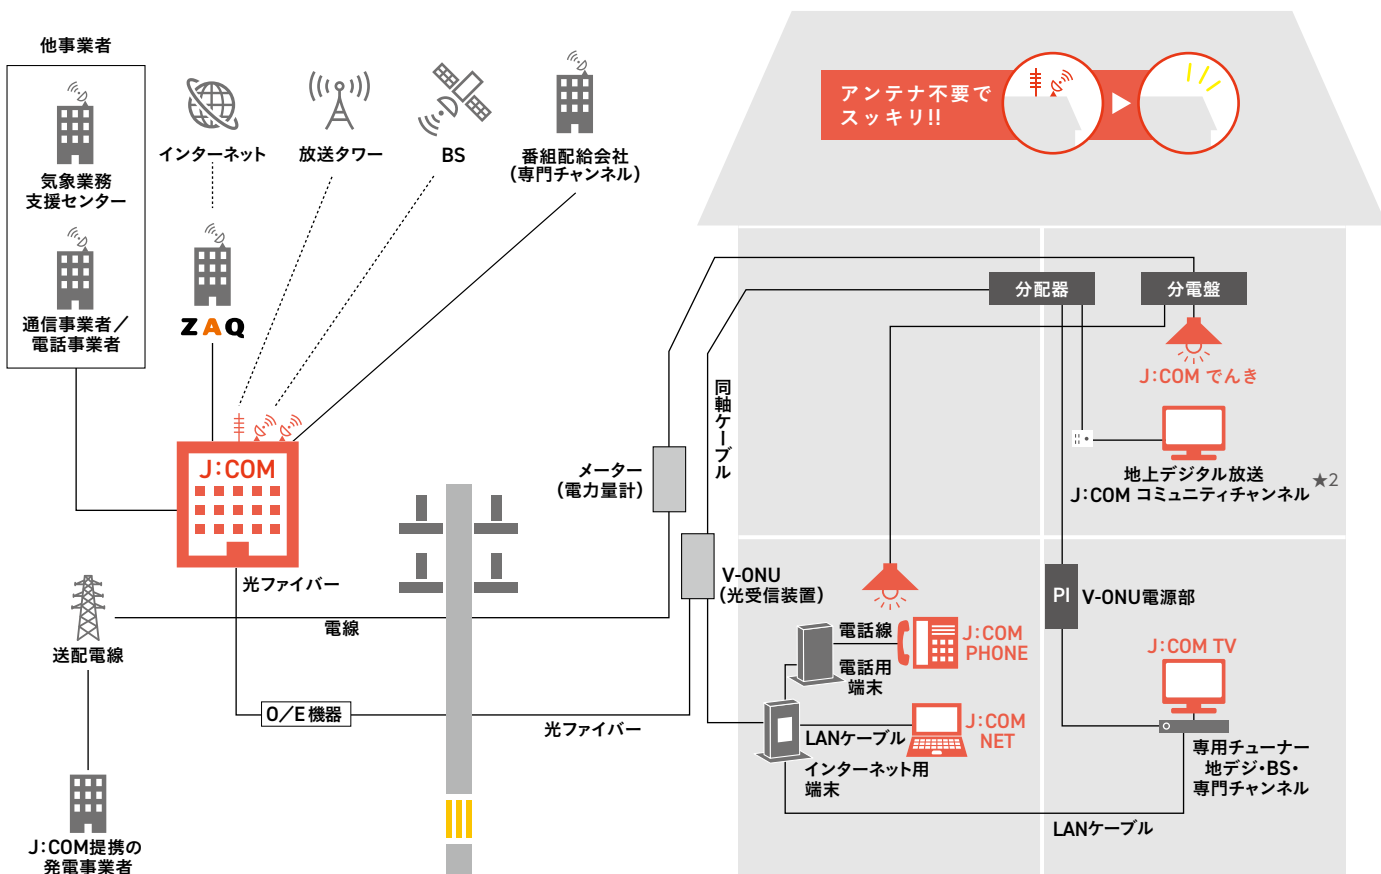 他事業者
気象業務
支援センター
通信事業者／
電話事業者
インターネット
放送タワー
BS
番組配給会社
（専門チャンネル）
ZAQ
J:COM
光ファイバー
送配電線
電線
O／E 機器
光ファイバー
J:COM提携の
発電事業者
アンテナ不要で
スッキリ!!
分配器
分電盤
J:COM でんき
同軸ケーブル
メーター
（電力量計）
地上デジタル放送
J:COM コミュニティチャンネル ★2
V-ONU
（光受信装置）
PI
V-ONU電源部
電話線
J:COM
PHONE
電話用
端末
J:COM TV
J:COM
NET
LANケーブル
インターネット用
端末
専用チューナー
地デジ・BS・
専門チャンネル
LANケーブル